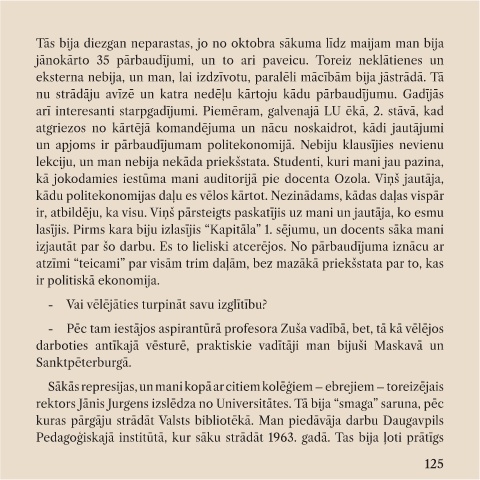 Tās bija diezgan neparastas, jo no oktobra sākuma līdz maijam man bija
jānokārto 35 pārbaudījumi, un to ari paveicu. Toreiz neklātienes un
eksterna nebija, un man, lai izdzīvotu, paralēli mācībām bija jāstrādā. Tā
nu strādāju avīzē un katra nedēļu kārtoju kādu pārbaudījumu. Gadījās
arī interesanti starpgadījumi. Piemēram, galvenajā LU ēkā, 2. stāvā, kad
atgriezos no kārtējā komandējuma un nācu noskaidrot, kādi jautājumi
un apjoms ir pārbaudījumam politekonomijā. Nebiju klausījies nevienu
lekciju, un man nebija nekāda priekšstata. Studenti, kuri mani jau pazina,
kā jokodamies iestūma mani auditorijā pie docenta Ozola. Viņš jautāja,
kādu politekonomijas daļu es vēlos kārtot. Nezinādams, kādas daļas vispār
ir, atbildēju, ka visu. Viņš pārsteigts paskatījis uz mani un jautāja, ko esmu
lasījis. Pirms kara biju izlasījis “Kapitāla” 1. sējumu, un docents sāka mani
izjautāt par šo darbu. Es to lieliski atcerējos. No pārbaudījuma iznācu ar
atzīmi “teicami” par visām trim daļām, bez mazākā priekšstata par to, kas
ir politiskā ekonomija.
- Vai vēlējāties turpināt savu izglītību?
- Pēc tam iestājos aspirantūrā profesora Zuša vadībā, bet, tā kā vēlējos
darboties antīkajā vēsturē, praktiskie vadītāji man bijuši Maskavā un
Sanktpēterburgā.
Sākās represijas, un mani kopā ar citiem kolēģiem – ebrejiem – toreizējais
rektors Jānis Jurgens izslēdza no Universitātes. Tā bija “smaga” saruna, pēc
kuras pārgāju strādāt Valsts bibliotēkā. Man piedāvāja darbu Daugavpils
Pedagoģiskajā institūtā, kur sāku strādāt 1963. gadā. Tas bija ļoti prātīgs
125